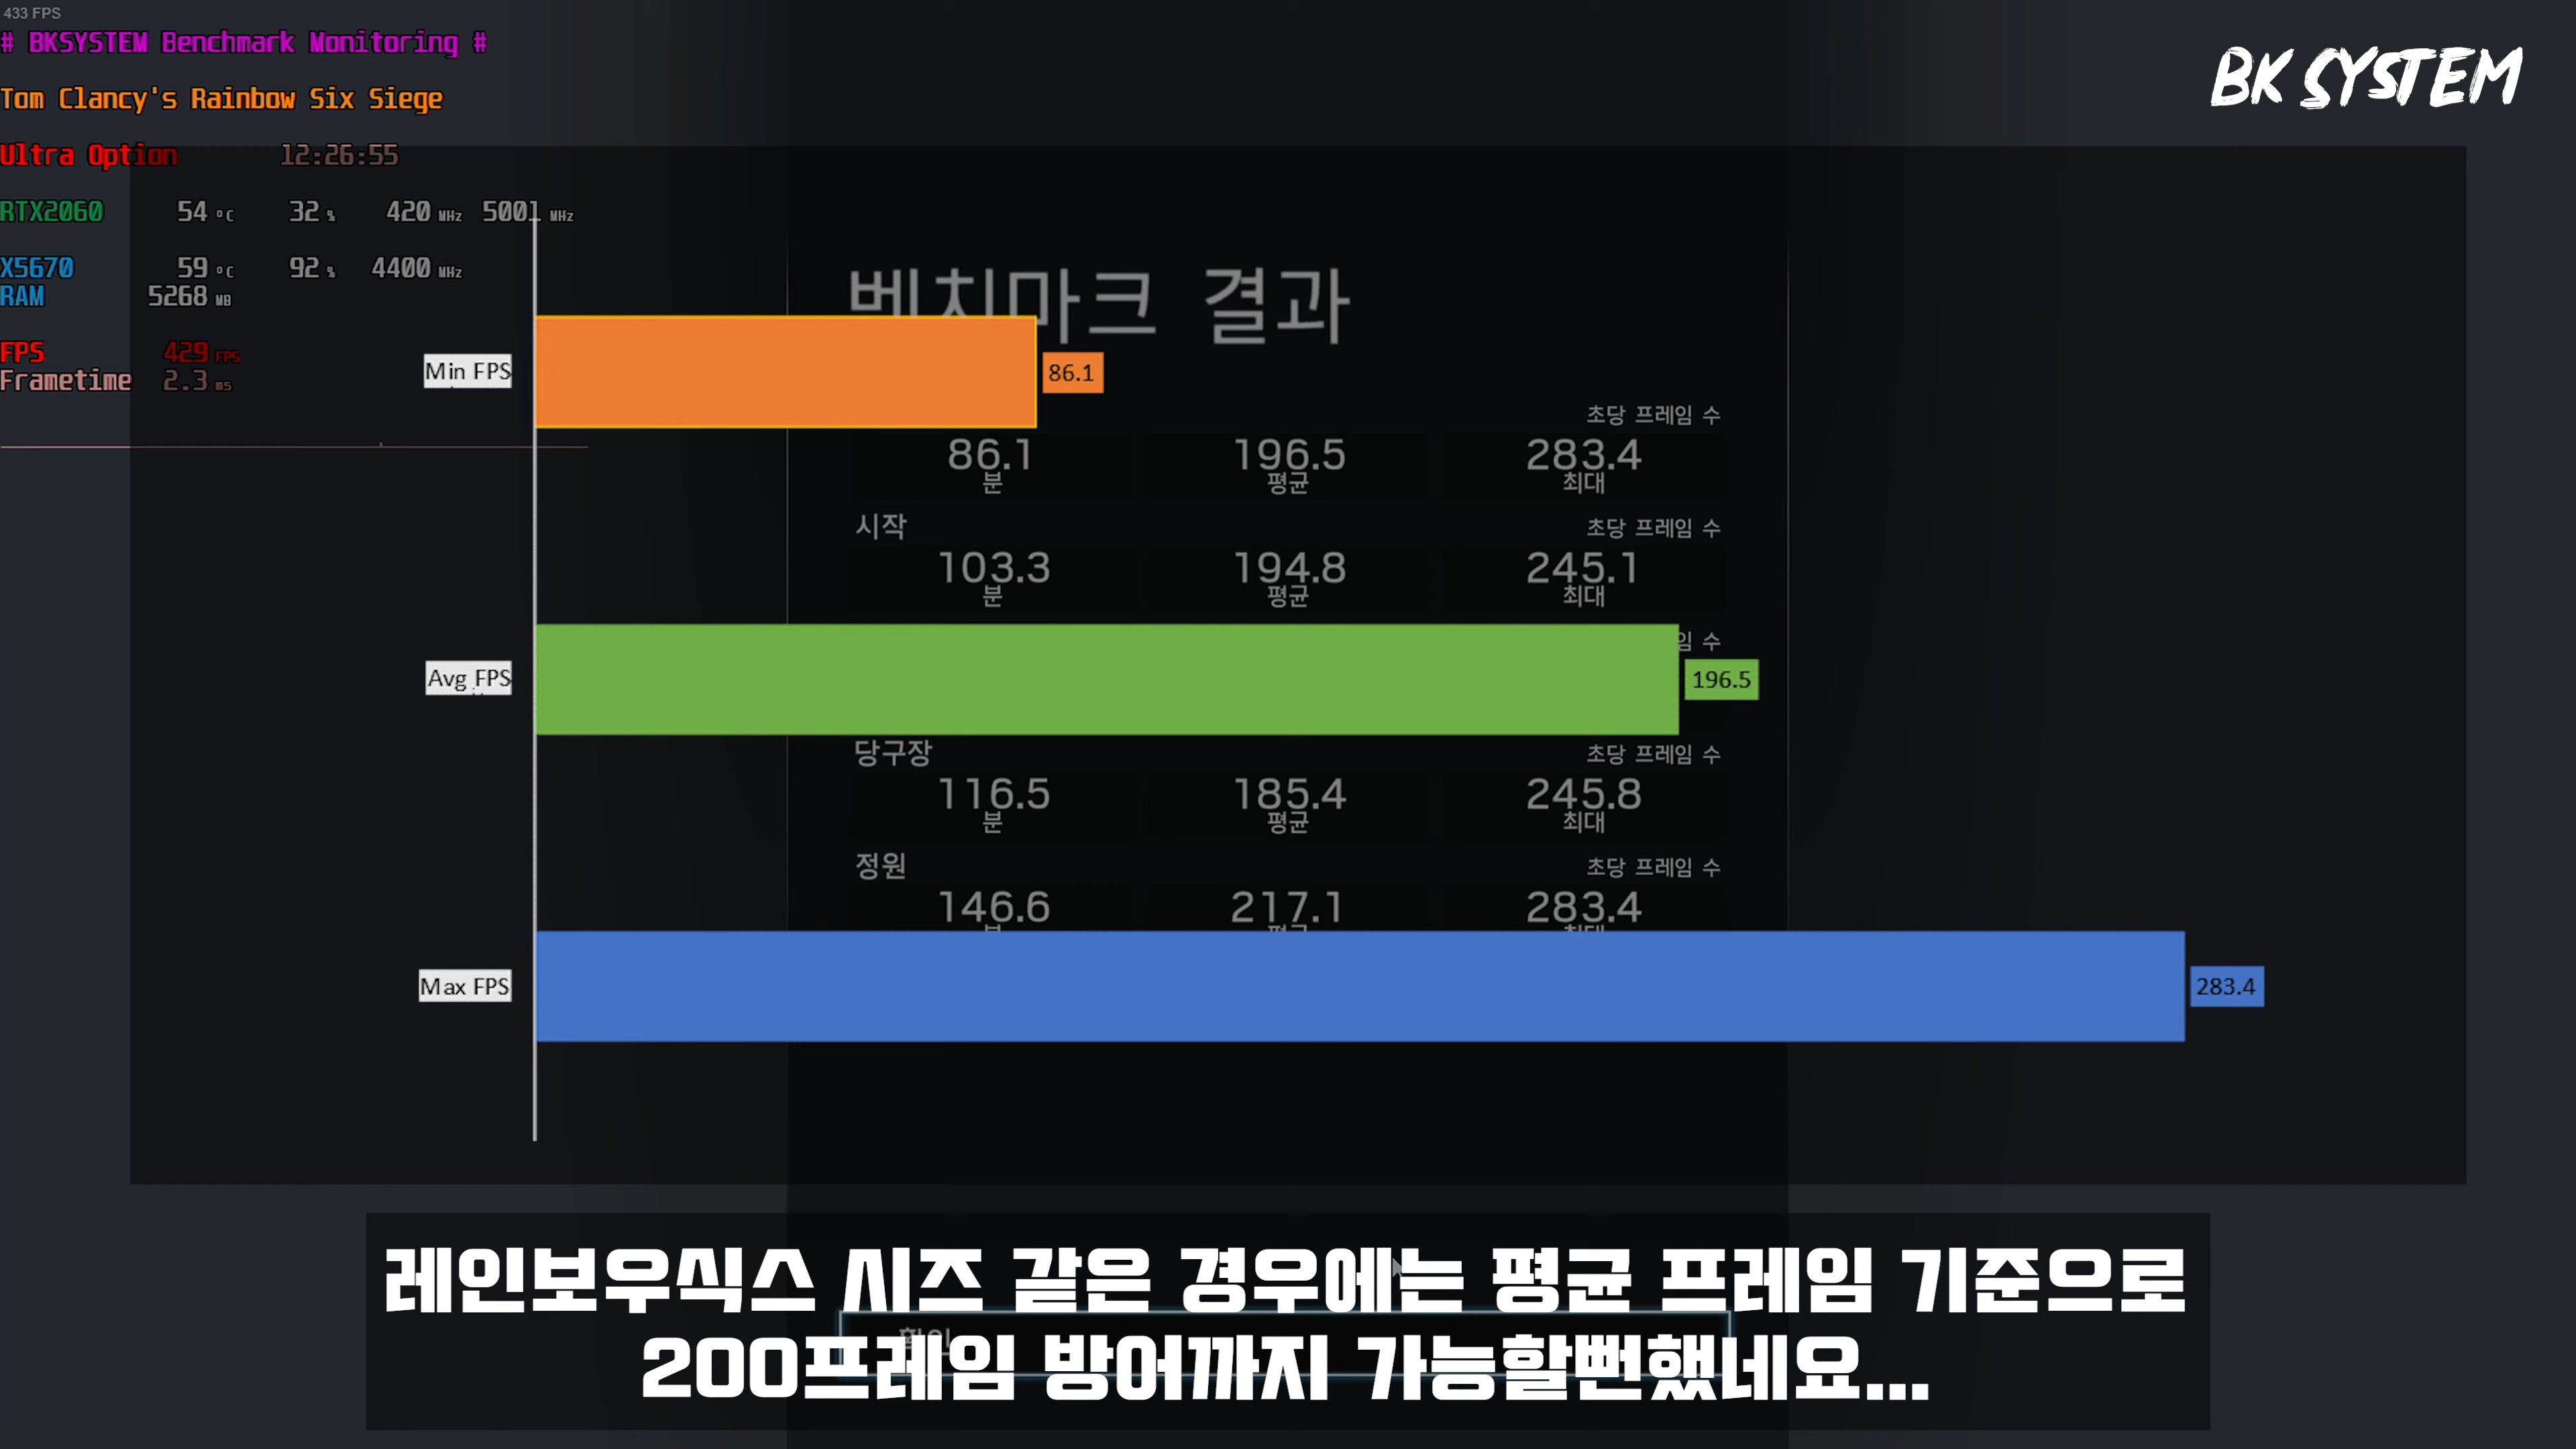 433 FPS
# BKSYSTEM Benchmark Monitoring #
BK SYSTEM
Tom Clancy's Rainbow Six Siege
Ultra Option 12:26:55
RTX2060 54 °C 32 % 420 MHz 5001 MHz
X5670 59 °C 92 % 4400 MHz
RAM 5268 MB
FPS 429 FPS
Frametime 2.3 ms
벤치마크 결과
Min FPS 86.1
초당 프레임 수
86.1 196.5 283.4
분 평균 최대
시작 초당 프레임 수
103.3 194.8 245.1
분 평균 최대
임 수
Avg FPS 196.5
당구장 초당 프레임 수
116.5 185.4 245.8
분 평균 최대
정원 초당 프레임 수
146.6 217.1 283.4
Max FPS 283.4
레인보우식스 시즈 같은 경우에는 평균 프레임 기준으로
200프레임 방어까지 가능할뻔했네요...